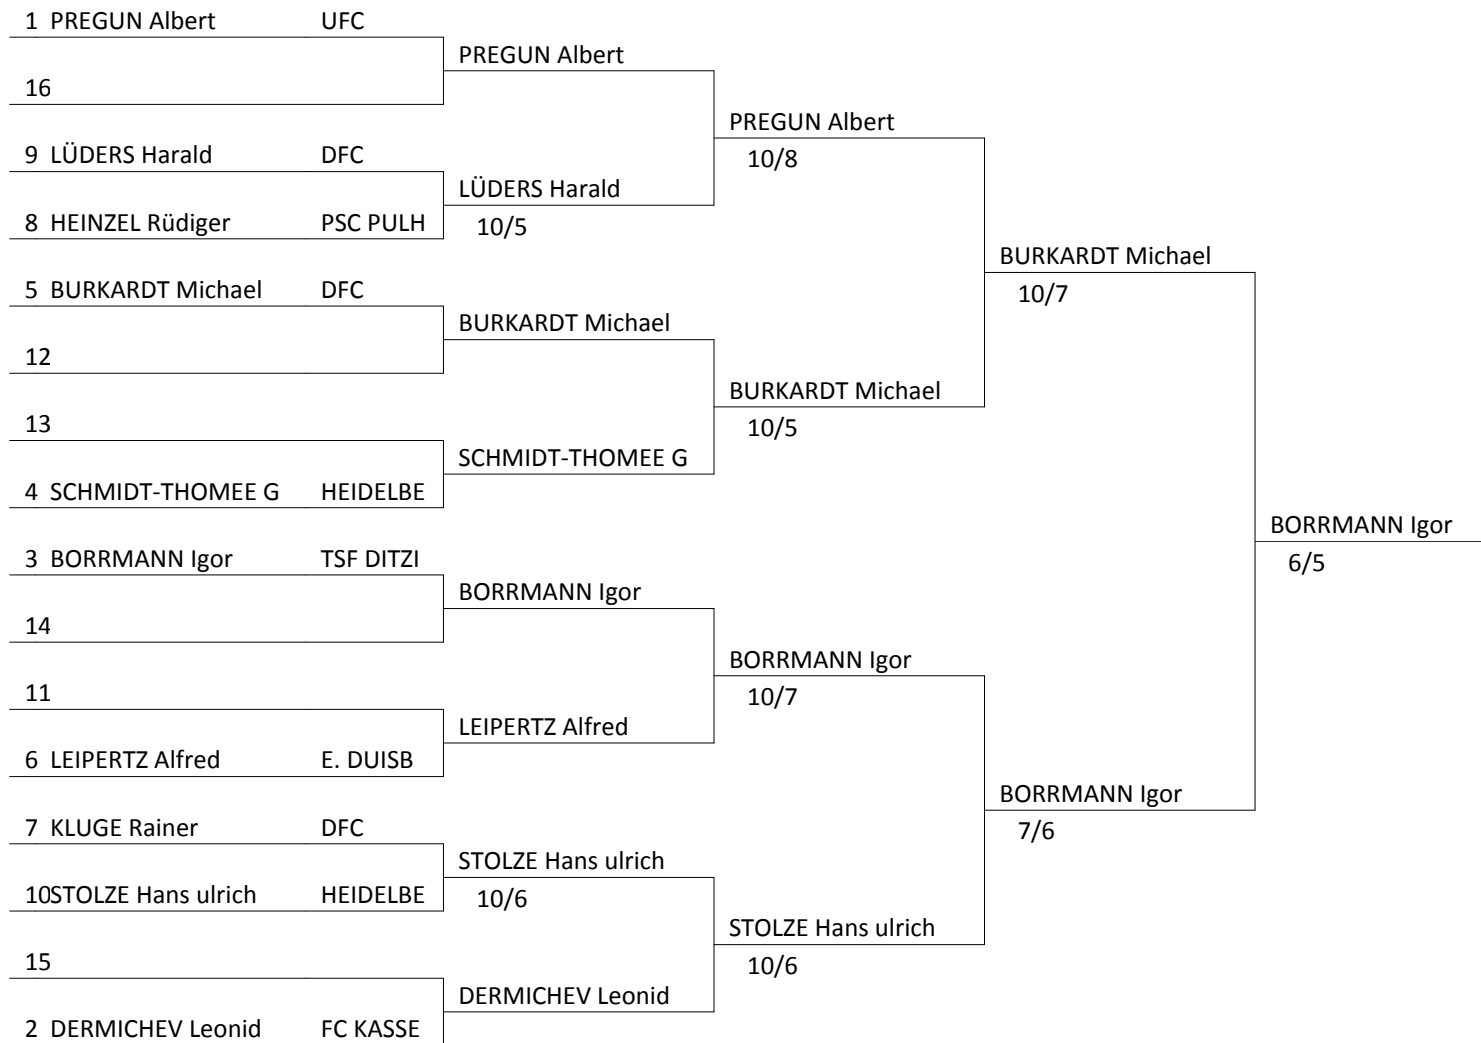 1 PREGUN Albert UFC
PREGUN Albert
16
PREGUN Albert
9 LÜDERS Harald DFC
10/8
LÜDERS Harald
8 HEINZEL Rüdiger PSC PULH
10/5
BURKARDT Michael
5 BURKARDT Michael DFC
10/7
BURKARDT Michael
12
BURKARDT Michael
13
10/5
SCHMIDT-THOMEE G
4 SCHMIDT-THOMEE G HEIDELBE
BORRMANN Igor
3 BORRMANN Igor TSF DITZI
6/5
BORRMANN Igor
14
BORRMANN Igor
11
10/7
LEIPERTZ Alfred
6 LEIPERTZ Alfred E. DUISB
BORRMANN Igor
7 KLUGE Rainer DFC
7/6
STOLZE Hans ulrich
10STOLZE Hans ulrich HEIDELBE
10/6
STOLZE Hans ulrich
15
10/6
DERMICHEV Leonid
2 DERMICHEV Leonid FC KASSE